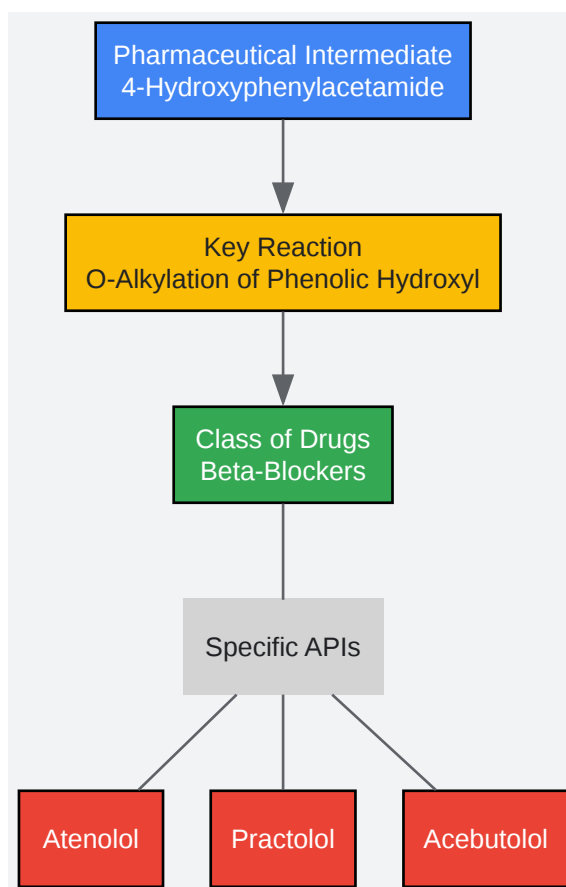 Pharmaceutical Intermediate
4-Hydroxyphenylacetamide
Key Reaction
O-Alkylation of Phenolic Hydroxyl
Class of Drugs
Beta-Blockers
Specific APIs
Atenolol
Practolol
Acebutolol